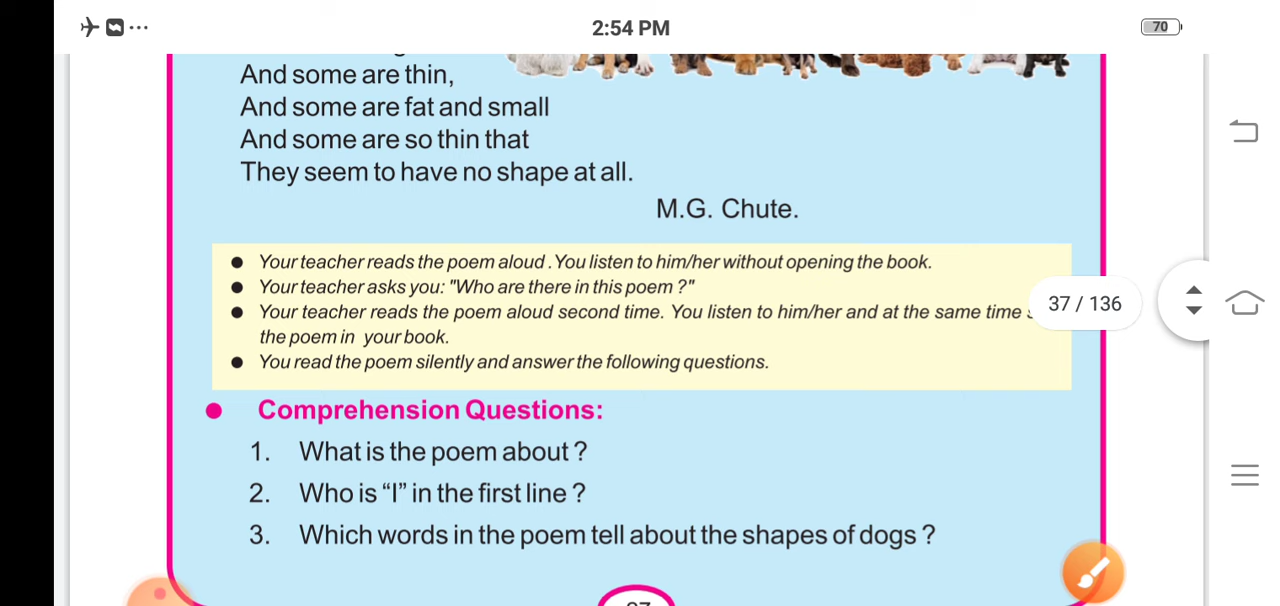 2:54 PM
70
And some are thin,
And some are fat and small
And some are so thin that
They seem to have no shape at all.
M.G. Chute.
● Your teacher reads the poem aloud . You listen to him/her without opening the book.
● Your teacher asks you: "Who are there in this poem ?"
● Your teacher reads the poem aloud second time. You listen to him/her and at the same time
the poem in your book.
● You read the poem silently and answer the following questions.
37 / 136
● Comprehension Questions:
1. What is the poem about ?
2. Who is “I” in the first line ?
3. Which words in the poem tell about the shapes of dogs ?